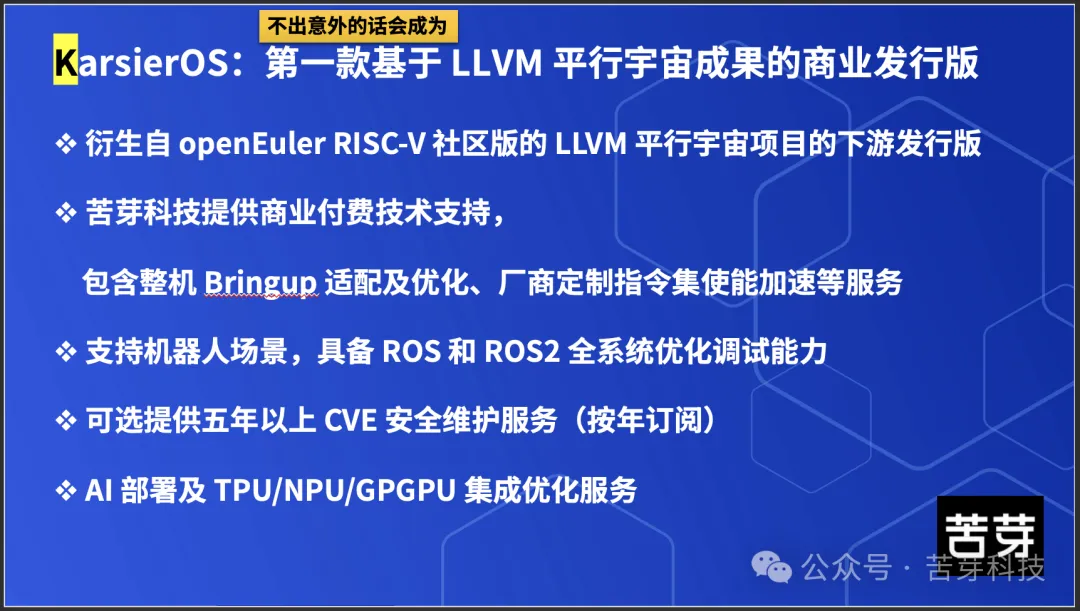 不出意外的话会成为
KarsierOS：第一款基于 LLVM 平行宇宙成果的商业发行版
❖ 衍生自 openEuler RISC-V 社区版的 LLVM 平行宇宙项目的下游发行版
❖ 苦芽科技提供商业付费技术支持，
包含整机 Bringup 适配及优化、厂商定制指令集使能加速等服务
❖ 支持机器人场景，具备 ROS 和 ROS2 全系统优化调试能力
❖ 可选提供五年以上 CVE 安全维护服务（按年订阅）
❖ AI 部署及 TPU/NPU/GPGPU 集成优化服务
苦芽
公众号 · 苦芽科技